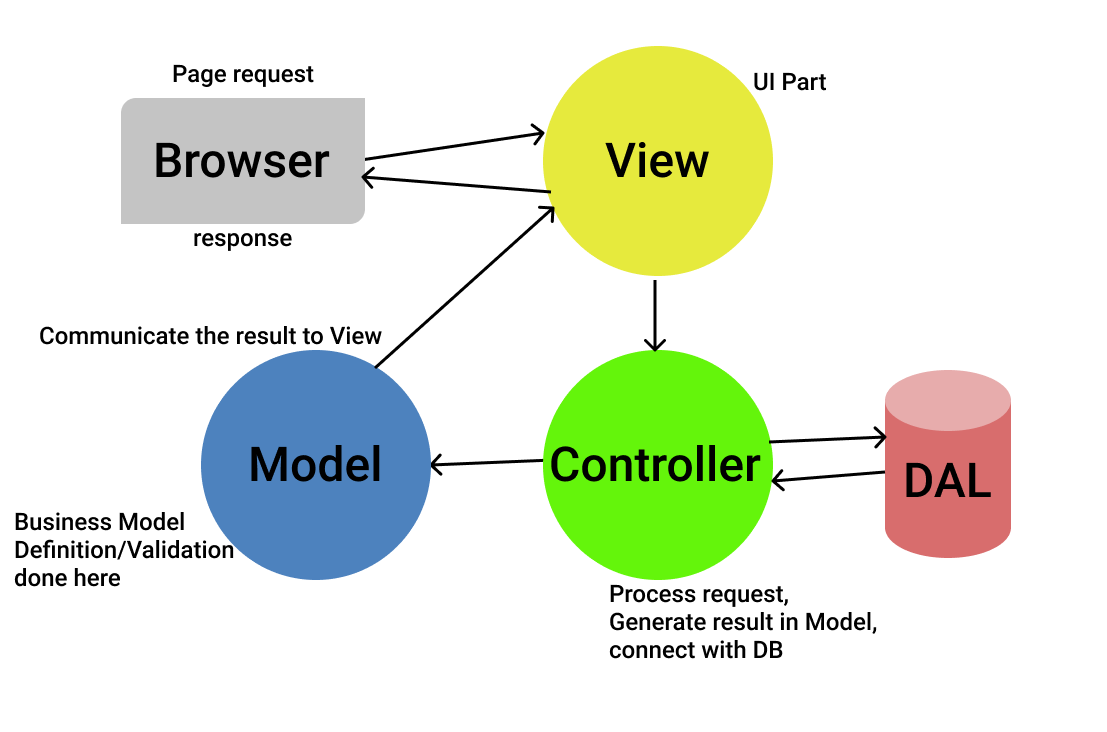 Page request
UI Part
Browser
View
response
Communicate the result to View
Model
Controller
DAL
Business Model
Definition/Validation
done here
Process request,
Generate result in Model,
connect with DB